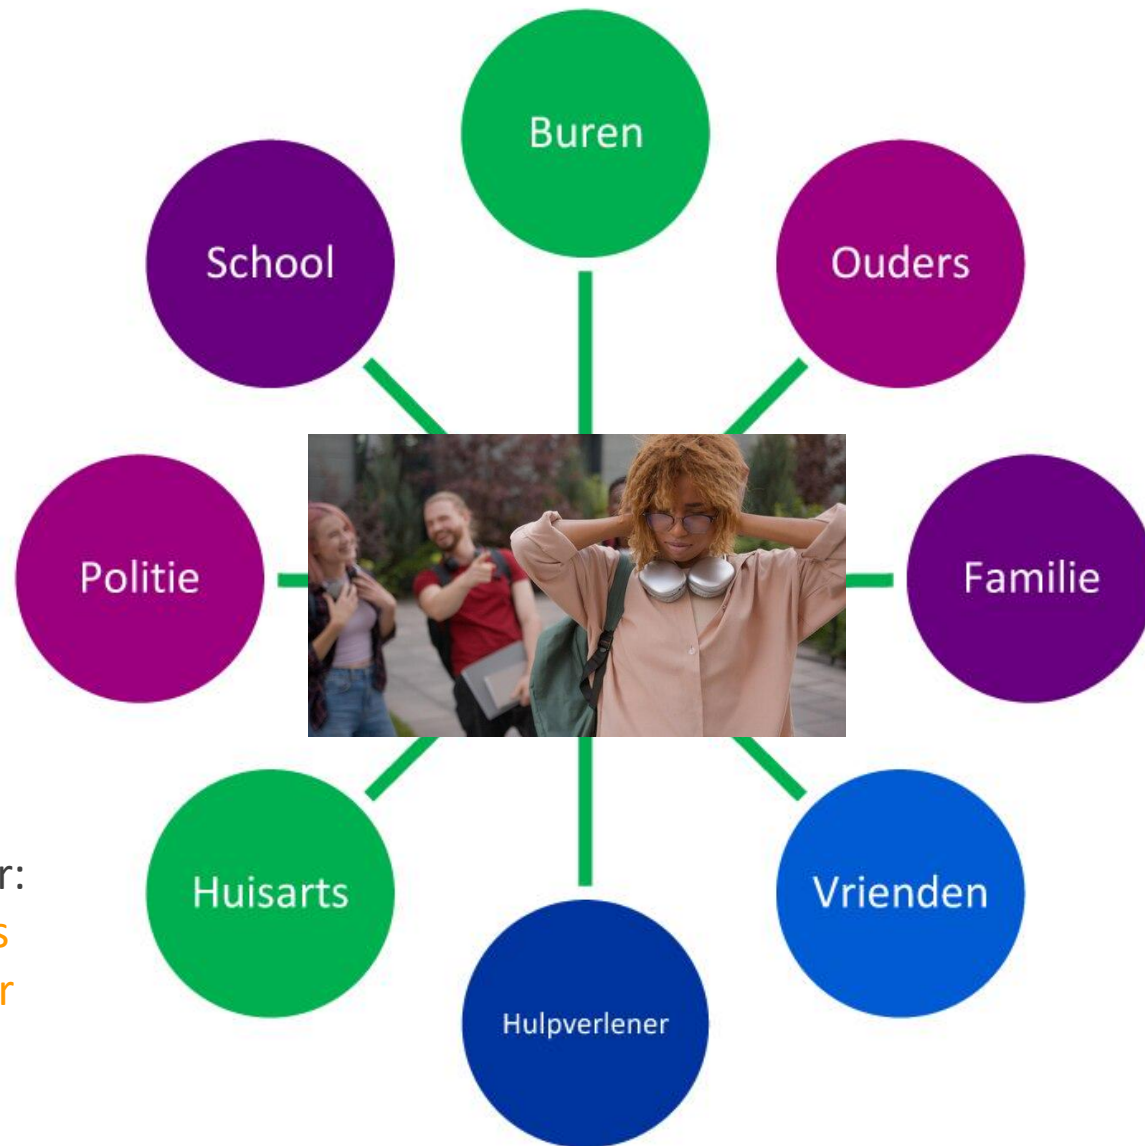 Buren
School
Ouders
Politie
Familie
Huisarts
Vrienden
Hulpverlener